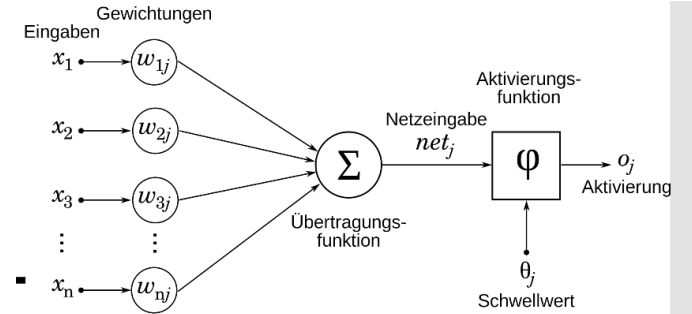 Gewichtungen
Eingaben
x1 w1j
x2 w2j
x3 w3j
⋮ ⋮
xn wnj
Σ
Übertragungs-
funktion
Netzeingabe
netj
Aktivierungs-
funktion
φ
oj
Aktivierung
θj
Schwellwert